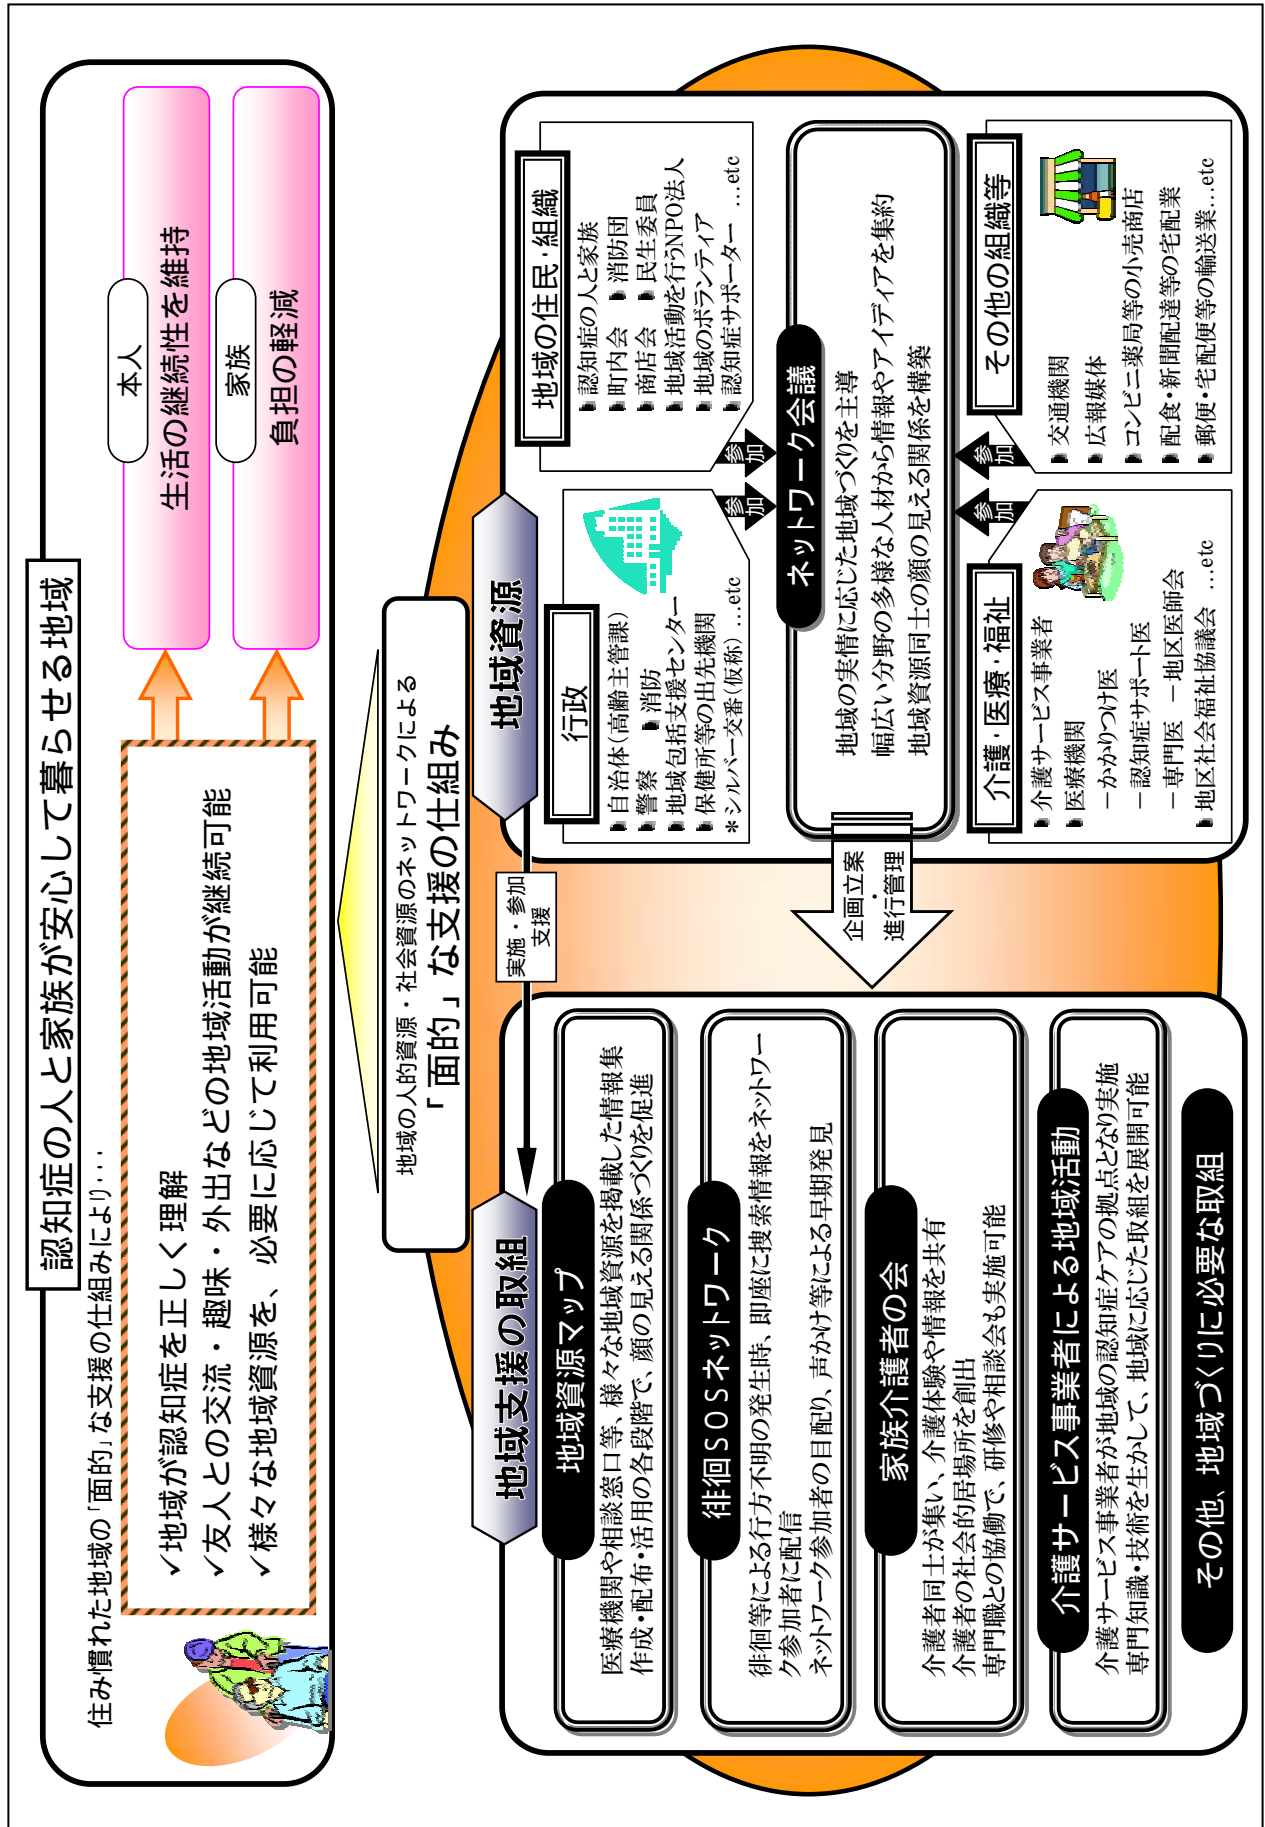 認知症の人と家族が安心して暮らせる地域
住み慣れた地域の「面的」な支援の仕組みにより・・・
✓地域が認知症を正しく理解
✓友人との交流・趣味・外出などの地域活動が継続可能
✓様々な地域資源を、必要に応じて利用可能
本人
生活の継続性を維持
家族
負担の軽減
地域の人的資源・社会資源のネットワークによる
「面的」な支援の仕組み
地域支援の取組
地域資源マップ
医療機関や相談窓口等、様々な地域資源を掲載した情報集
作成・配布・活用の各段階で、顔の見える関係づくりを促進
徘徊SOSネットワーク
徘徊等による行方不明の発生時、即座に捜索情報をネットワー
ク参加者に配信
ネットワーク参加者の目配り、声かけ等による早期発見
家族介護者の会
介護者同士が集い、介護体験や情報を共有
介護者の社会的居場所を創出
専門職との協働で、研修や相談会も実施可能
介護サービス事業者による地域活動
介護サービス事業者が地域の認知症ケアの拠点となり実施
専門知識・技術を生かして、地域に応じた取組を展開可能
その他、地域づくりに必要な取組
実施・参加
支援
企画立案
・
進行管理
地域資源
行政
自治体(高齢主管課)
警察 消防
地域包括支援センター
保健所等の出先機関
*シルバー交番(仮称) …etc
参加
地域の住民・組織
認知症の人と家族
町内会 消防団
商店会 民生委員
地域活動を行うNPO法人
地域のボランティア
認知症サポーター …etc
参加
ネットワーク会議
地域の実情に応じた地域づくりを主導
幅広い分野の多様な人材から情報やアイディアを集約
地域資源同士の顔の見える関係を構築
介護・医療・福祉
介護サービス事業者
医療機関
－かかりつけ医
－認知症サポート医
－専門医 －地区医師会
地区社会福祉協議会 …etc
参加
その他の組織等
交通機関
広報媒体
コンビニ薬局等の小売商店
配食・新聞配達等の宅配業
郵便・宅配便等の輸送業…etc
参加